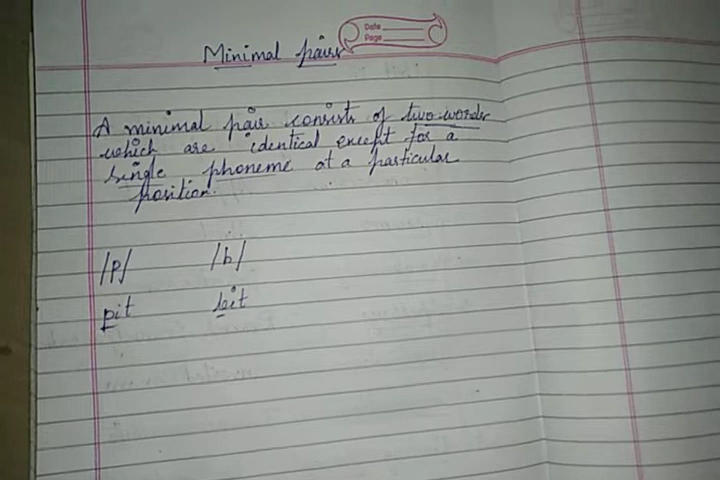 Date
Page
Minimal pairs
A minimal pair consists of two words
which are identical except for a
single phoneme at a particular
position.
/p/ /b/
pit bit